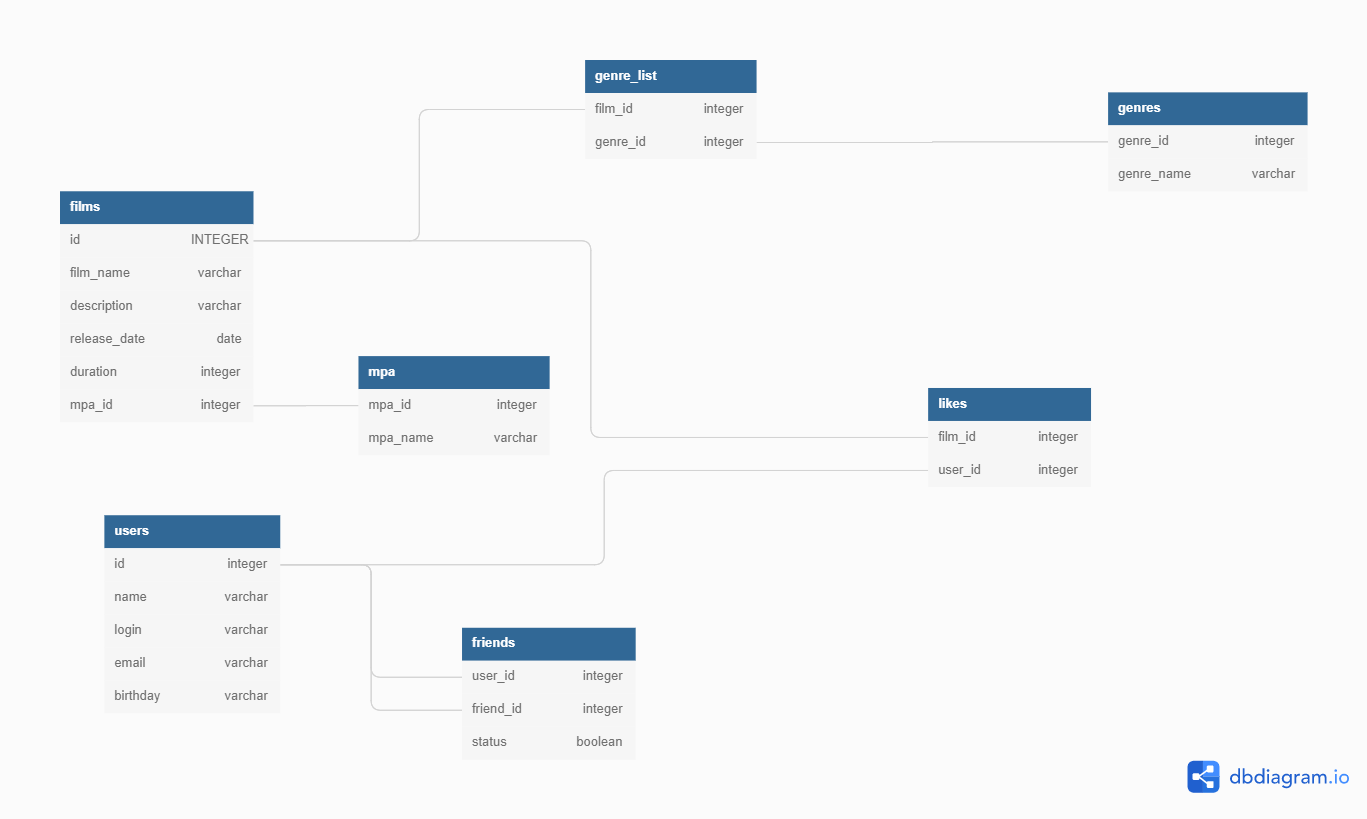 genre_list
film_id integer
genre_id integer
genres
genre_id integer
genre_name varchar
films
id INTEGER
film_name varchar
description varchar
release_date date
duration integer
mpa_id integer
mpa
mpa_id integer
mpa_name varchar
likes
film_id integer
user_id integer
users
id integer
name varchar
login varchar
email varchar
birthday varchar
friends
user_id integer
friend_id integer
status boolean
dbdiagram.io